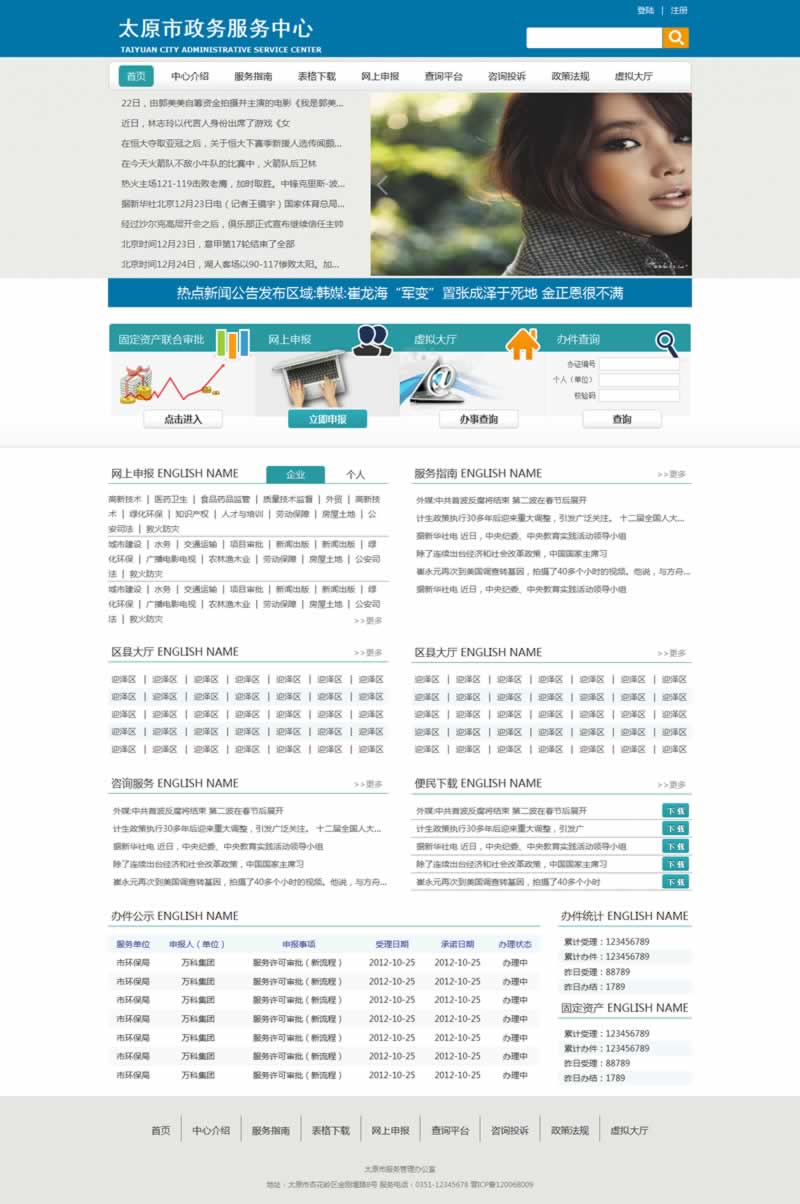 登陆 | 注册
太原市政务服务中心
TAIYUAN CITY ADMINISTRATIVE SERVICE CENTER
首页 中心介绍 服务指南 表格下载 网上申报 查询平台 咨询投诉 政策法规 虚拟大厅
22日，由郭美美自筹资金拍摄并主演的电影《我是郭美...
近日，林志玲以代言人身份出席了游戏《女
在恒大夺取亚冠之后，关于恒大下赛季新援人选传闻颇...
在今天火箭队不敌小牛队的比赛中，火箭队后卫林
热火主场121-119击败老鹰，加时取胜。中锋克里斯-波...
据新华社北京12月23日电（记者王镜宇）国家体育总局...
经过沙尔克高层开会之后，俱乐部正式宣布继续信任主帅
北京时间12月23日，意甲第17轮结束了全部
北京时间12月24日，湖人客场以90-117惨败太阳。加...
热点新闻公告发布区域:韩媒:崔龙海“军变”置张成泽于死地 金正恩很不满
固定资产联合审批 网上申报 虚拟大厅 办件查询
办证编号
个人（单位）
校验码
点击进入 立即申报 办事查询 查询
网上申报 ENGLISH NAME 企业 个人
高新技术 | 医药卫生 | 食品药品监管 | 质量技术监督 | 外贸 | 高新技
术 | 绿化环保 | 知识产权 | 人才与培训 | 劳动保障 | 房屋土地 | 公
安司法 | 救火防灾
城市建设 | 水务 | 交通运输 | 项目审批 | 新闻出版 | 新闻出版 | 绿
化环保 | 广播电影电视 | 农林渔木业 | 劳动保障 | 房屋土地 | 公安司
法 | 救火防灾
城市建设 | 水务 | 交通运输 | 项目审批 | 新闻出版 | 新闻出版 | 绿
化环保 | 广播电影电视 | 农林渔木业 | 劳动保障 | 房屋土地 | 公安司
法 | 救火防灾
>>更多
服务指南 ENGLISH NAME >>更多
外媒:中共首波反腐将结束 第二波在春节后展开
计生政策执行30多年后迎来重大调整，引发广泛关注。 十二届全国人大...
据新华社电 近日，中央纪委、中央教育实践活动领导小组
除了连续出台经济和社会改革政策，中国国家主席习
崔永元再次到美国调查转基因，拍摄了40多个小时的视频。他说，与方舟...
据新华社电 近日，中央纪委、中央教育实践活动领导小组
区县大厅 ENGLISH NAME >>更多
迎泽区 | 迎泽区 | 迎泽区 | 迎泽区 | 迎泽区 | 迎泽区 | 迎泽区
迎泽区 | 迎泽区 | 迎泽区 | 迎泽区 | 迎泽区 | 迎泽区 | 迎泽区
迎泽区 | 迎泽区 | 迎泽区 | 迎泽区 | 迎泽区 | 迎泽区 | 迎泽区
迎泽区 | 迎泽区 | 迎泽区 | 迎泽区 | 迎泽区 | 迎泽区 | 迎泽区
迎泽区 | 迎泽区 | 迎泽区 | 迎泽区 | 迎泽区 | 迎泽区 | 迎泽区
区县大厅 ENGLISH NAME >>更多
迎泽区 | 迎泽区 | 迎泽区 | 迎泽区 | 迎泽区 | 迎泽区 | 迎泽区
迎泽区 | 迎泽区 | 迎泽区 | 迎泽区 | 迎泽区 | 迎泽区 | 迎泽区
迎泽区 | 迎泽区 | 迎泽区 | 迎泽区 | 迎泽区 | 迎泽区 | 迎泽区
迎泽区 | 迎泽区 | 迎泽区 | 迎泽区 | 迎泽区 | 迎泽区 | 迎泽区
迎泽区 | 迎泽区 | 迎泽区 | 迎泽区 | 迎泽区 | 迎泽区 | 迎泽区
咨询服务 ENGLISH NAME >>更多
外媒:中共首波反腐将结束 第二波在春节后展开
计生政策执行30多年后迎来重大调整，引发广泛关注。 十二届全国人大...
据新华社电 近日，中央纪委、中央教育实践活动领导小组
除了连续出台经济和社会改革政策，中国国家主席习
崔永元再次到美国调查转基因，拍摄了40多个小时的视频。他说，与方舟...
便民下载 ENGLISH NAME >>更多
外媒:中共首波反腐将结束 第二波在春节后展开 下载
计生政策执行30多年后迎来重大调整，引发广 下载
据新华社电 近日，中央纪委、中央教育实践活动领导小组 下载
除了连续出台经济和社会改革政策，中国国家主席习 下载
崔永元再次到美国调查转基因，拍摄了40多个小时 下载
办件公示 ENGLISH NAME
服务单位 申报人（单位） 申报事项 受理日期 承诺日期 办理状态
市环保局 万科集团 服务许可审批（新流程） 2012-10-25 2012-10-25 办理中
市环保局 万科集团 服务许可审批（新流程） 2012-10-25 2012-10-25 办理中
市环保局 万科集团 服务许可审批（新流程） 2012-10-25 2012-10-25 办理中
市环保局 万科集团 服务许可审批（新流程） 2012-10-25 2012-10-25 办理中
市环保局 万科集团 服务许可审批（新流程） 2012-10-25 2012-10-25 办理中
市环保局 万科集团 服务许可审批（新流程） 2012-10-25 2012-10-25 办理中
市环保局 万科集团 服务许可审批（新流程） 2012-10-25 2012-10-25 办理中
办件统计 ENGLISH NAME
累计受理：123456789
累计办件：123456789
昨日受理：88789
昨日办结：1789
固定资产 ENGLISH NAME
累计受理：123456789
累计办件：123456789
昨日受理：88789
昨日办结：1789
首页 中心介绍 服务指南 表格下载 网上申报 查询平台 咨询投诉 政策法规 虚拟大厅
太原市服务管理办公室
地址：太原市杏花岭区金刚堰路8号 服务电话：0351-12345678 晋ICP备120068009